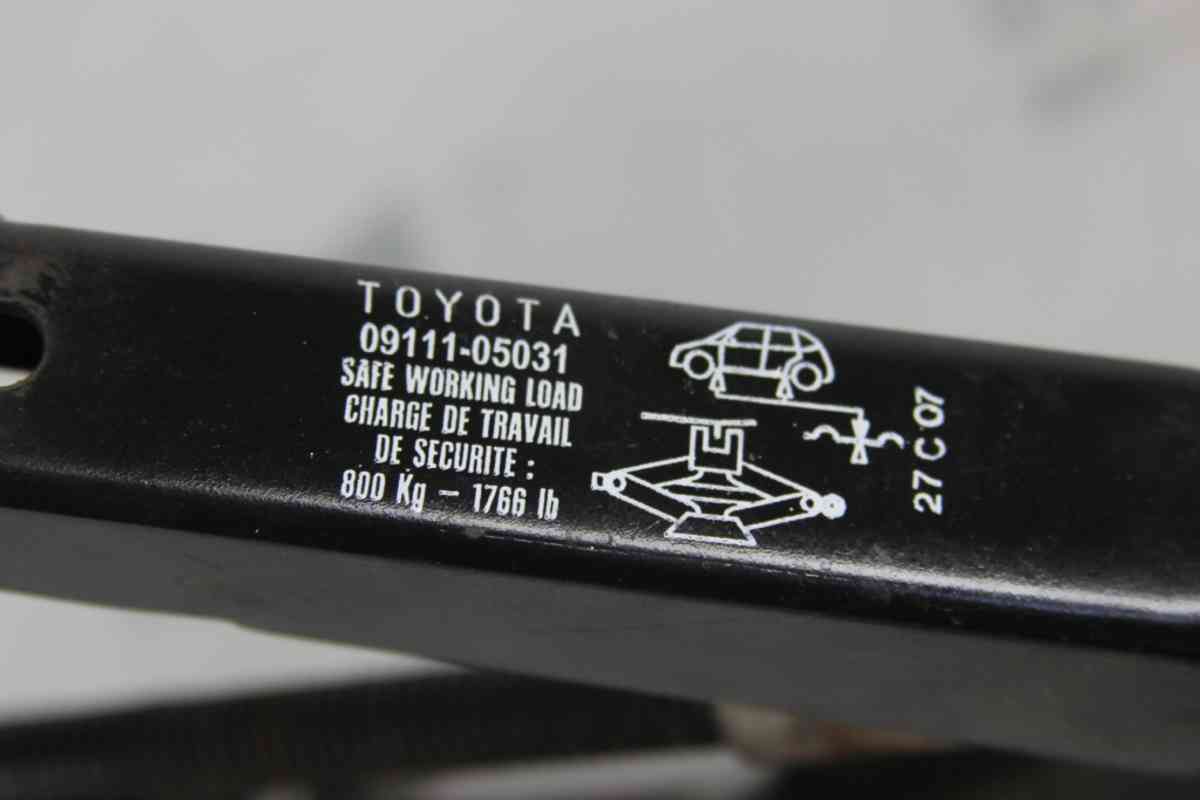 TOYOTA
09111-05031
SAFE WORKING LOAD
CHARGE DE TRAVAIL
DE SECURITE :
800 Kg - 1766 lb
27 C 07